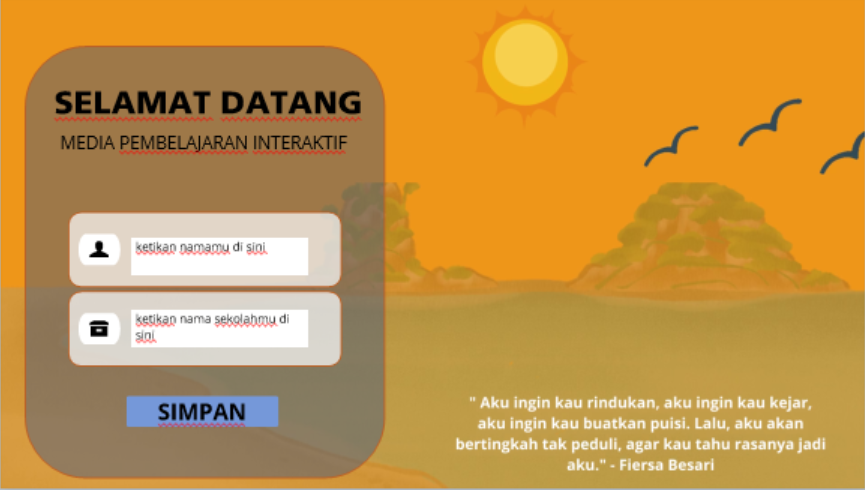 SELAMAT DATANG
MEDIA PEMBELAJARAN INTERAKTIF
ketikan namamu di sini
ketikan nama sekolahmu di
sini
SIMPAN
" Aku ingin kau rindukan, aku ingin kau kejar,
aku ingin kau buatkan puisi. Lalu, aku akan
bertingkah tak peduli, agar kau tahu rasanya jadi
aku." - Fiersa Besari